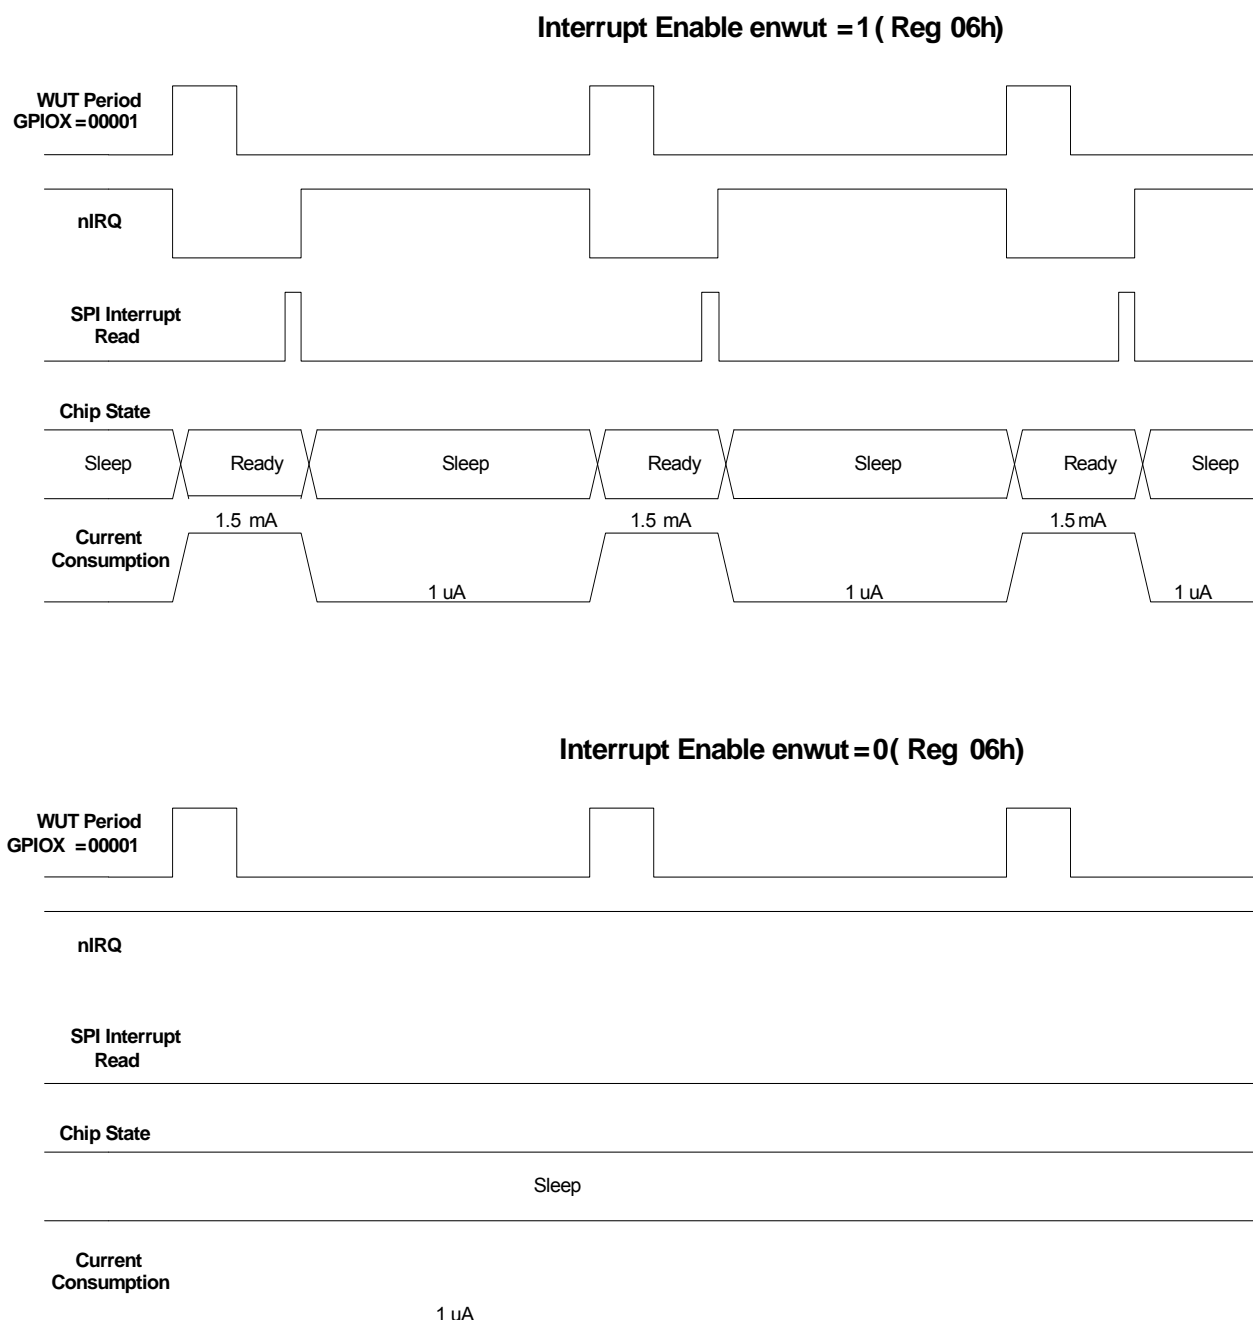 Interrupt Enable enwut =1 ( Reg 06h)
WUT Period
GPIOX =00001
nIRQ
SPI Interrupt
Read
Chip State
Sleep Ready Sleep Ready Sleep Ready Sleep
1.5 mA 1.5 mA 1.5 mA
Current
Consumption
1 uA 1 uA 1 uA
Interrupt Enable enwut =0 ( Reg 06h)
WUT Period
GPIOX =00001
nIRQ
SPI Interrupt
Read
Chip State
Sleep
Current
Consumption
1 uA